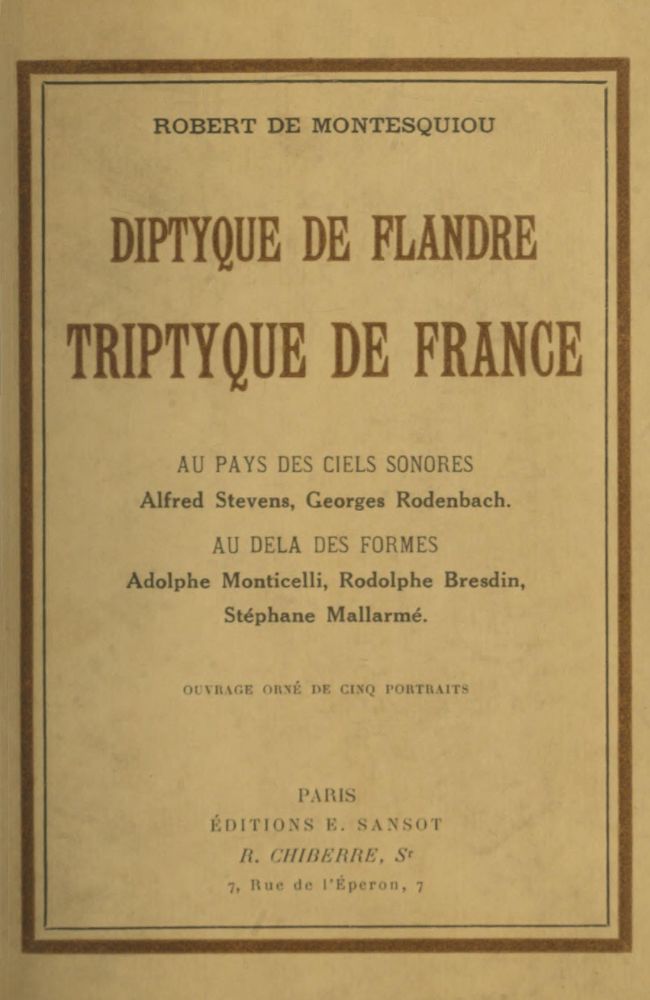 ROBERT DE MONTESQUIOU
DIPTYQUE DE FLANDRE
TRIPTYQUE DE FRANCE
AU PAYS DES CIELS SONORES
Alfred Stevens, Georges Rodenbach.
AU DELA DES FORMES
Adolphe Monticelli, Rodolphe Bresdin,
Stéphane Mallarmé.
OUVRAGE ORNÉ DE CINQ PORTRAITS
PARIS
ÉDITIONS E. SANSOT
R. CHIBERRE, Sr
7, Rue de l'Éperon, 7